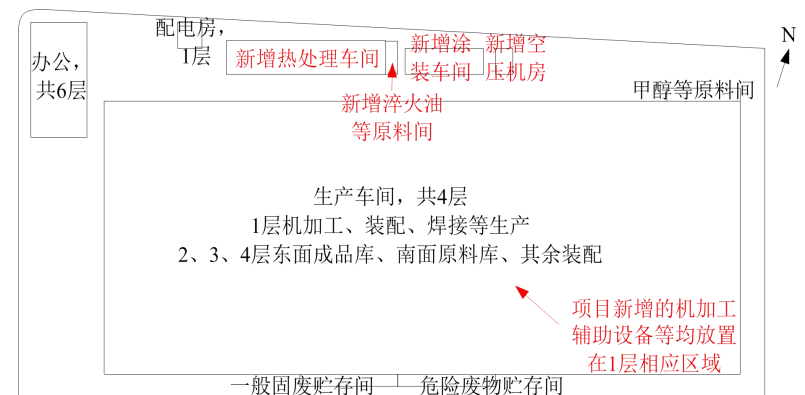 配电房，
1层
办公，
共6层
新增热处理车间
新增涂
装车间
新增空
压机房
N
新增淬火油
等原料间
甲醇等原料间
生产车间，共4层
1层机加工、装配、焊接等生产
2、3、4层东面成品库、南面原料库、其余装配
项目新增的机加工
辅助设备等均放置
在1层相应区域
一般固废贮存间
危险废物贮存间